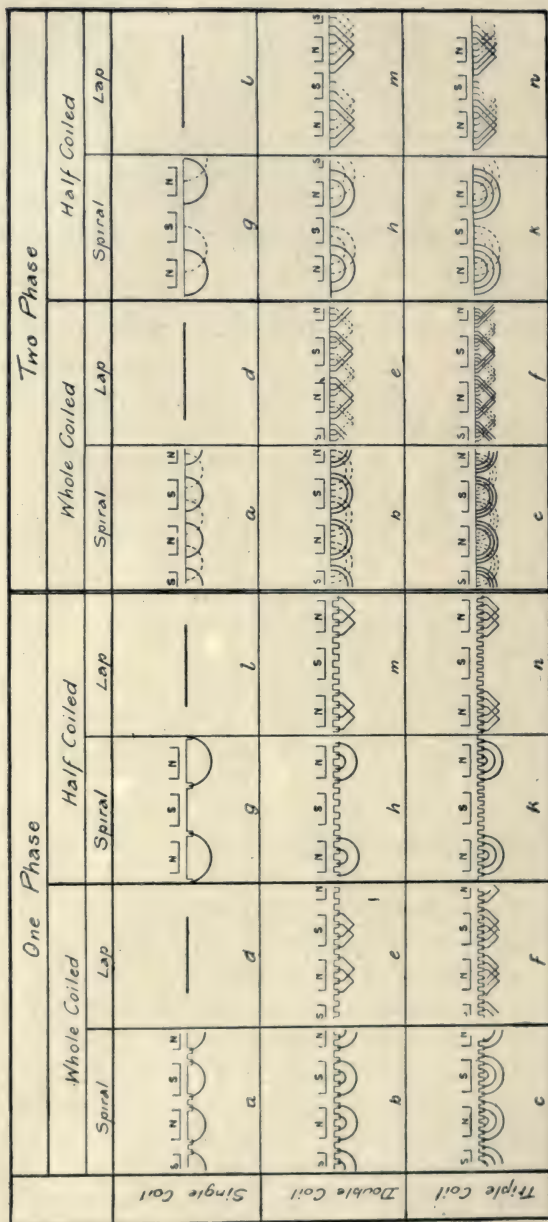 One Phase Two Phase
Whole Coiled Half Coiled Whole Coiled Half Coiled
Spiral Lap Spiral Lap Spiral Lap Spiral Lap
Single Coil
S N S N N S N S N S N N S N
a d g l a d g l
Double Coil
S N S N S N S N N S N N S N S N S N S N S N N S N S N S N S
b e h m b e h m
Triple Coil
S N S N S N S N N S N N S N S N S N S N S N N S N N S N
c f k n c f k n